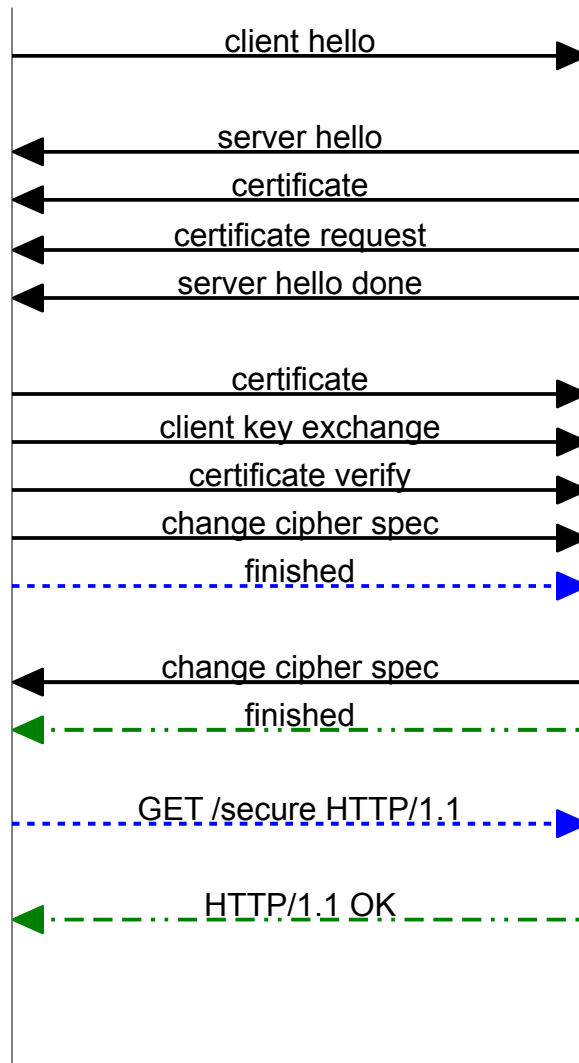 client hello
server hello
certificate
certificate request
server hello done
certificate
client key exchange
certificate verify
change cipher spec
finished
change cipher spec
finished
GET /secure HTTP/1.1
HTTP/1.1 OK